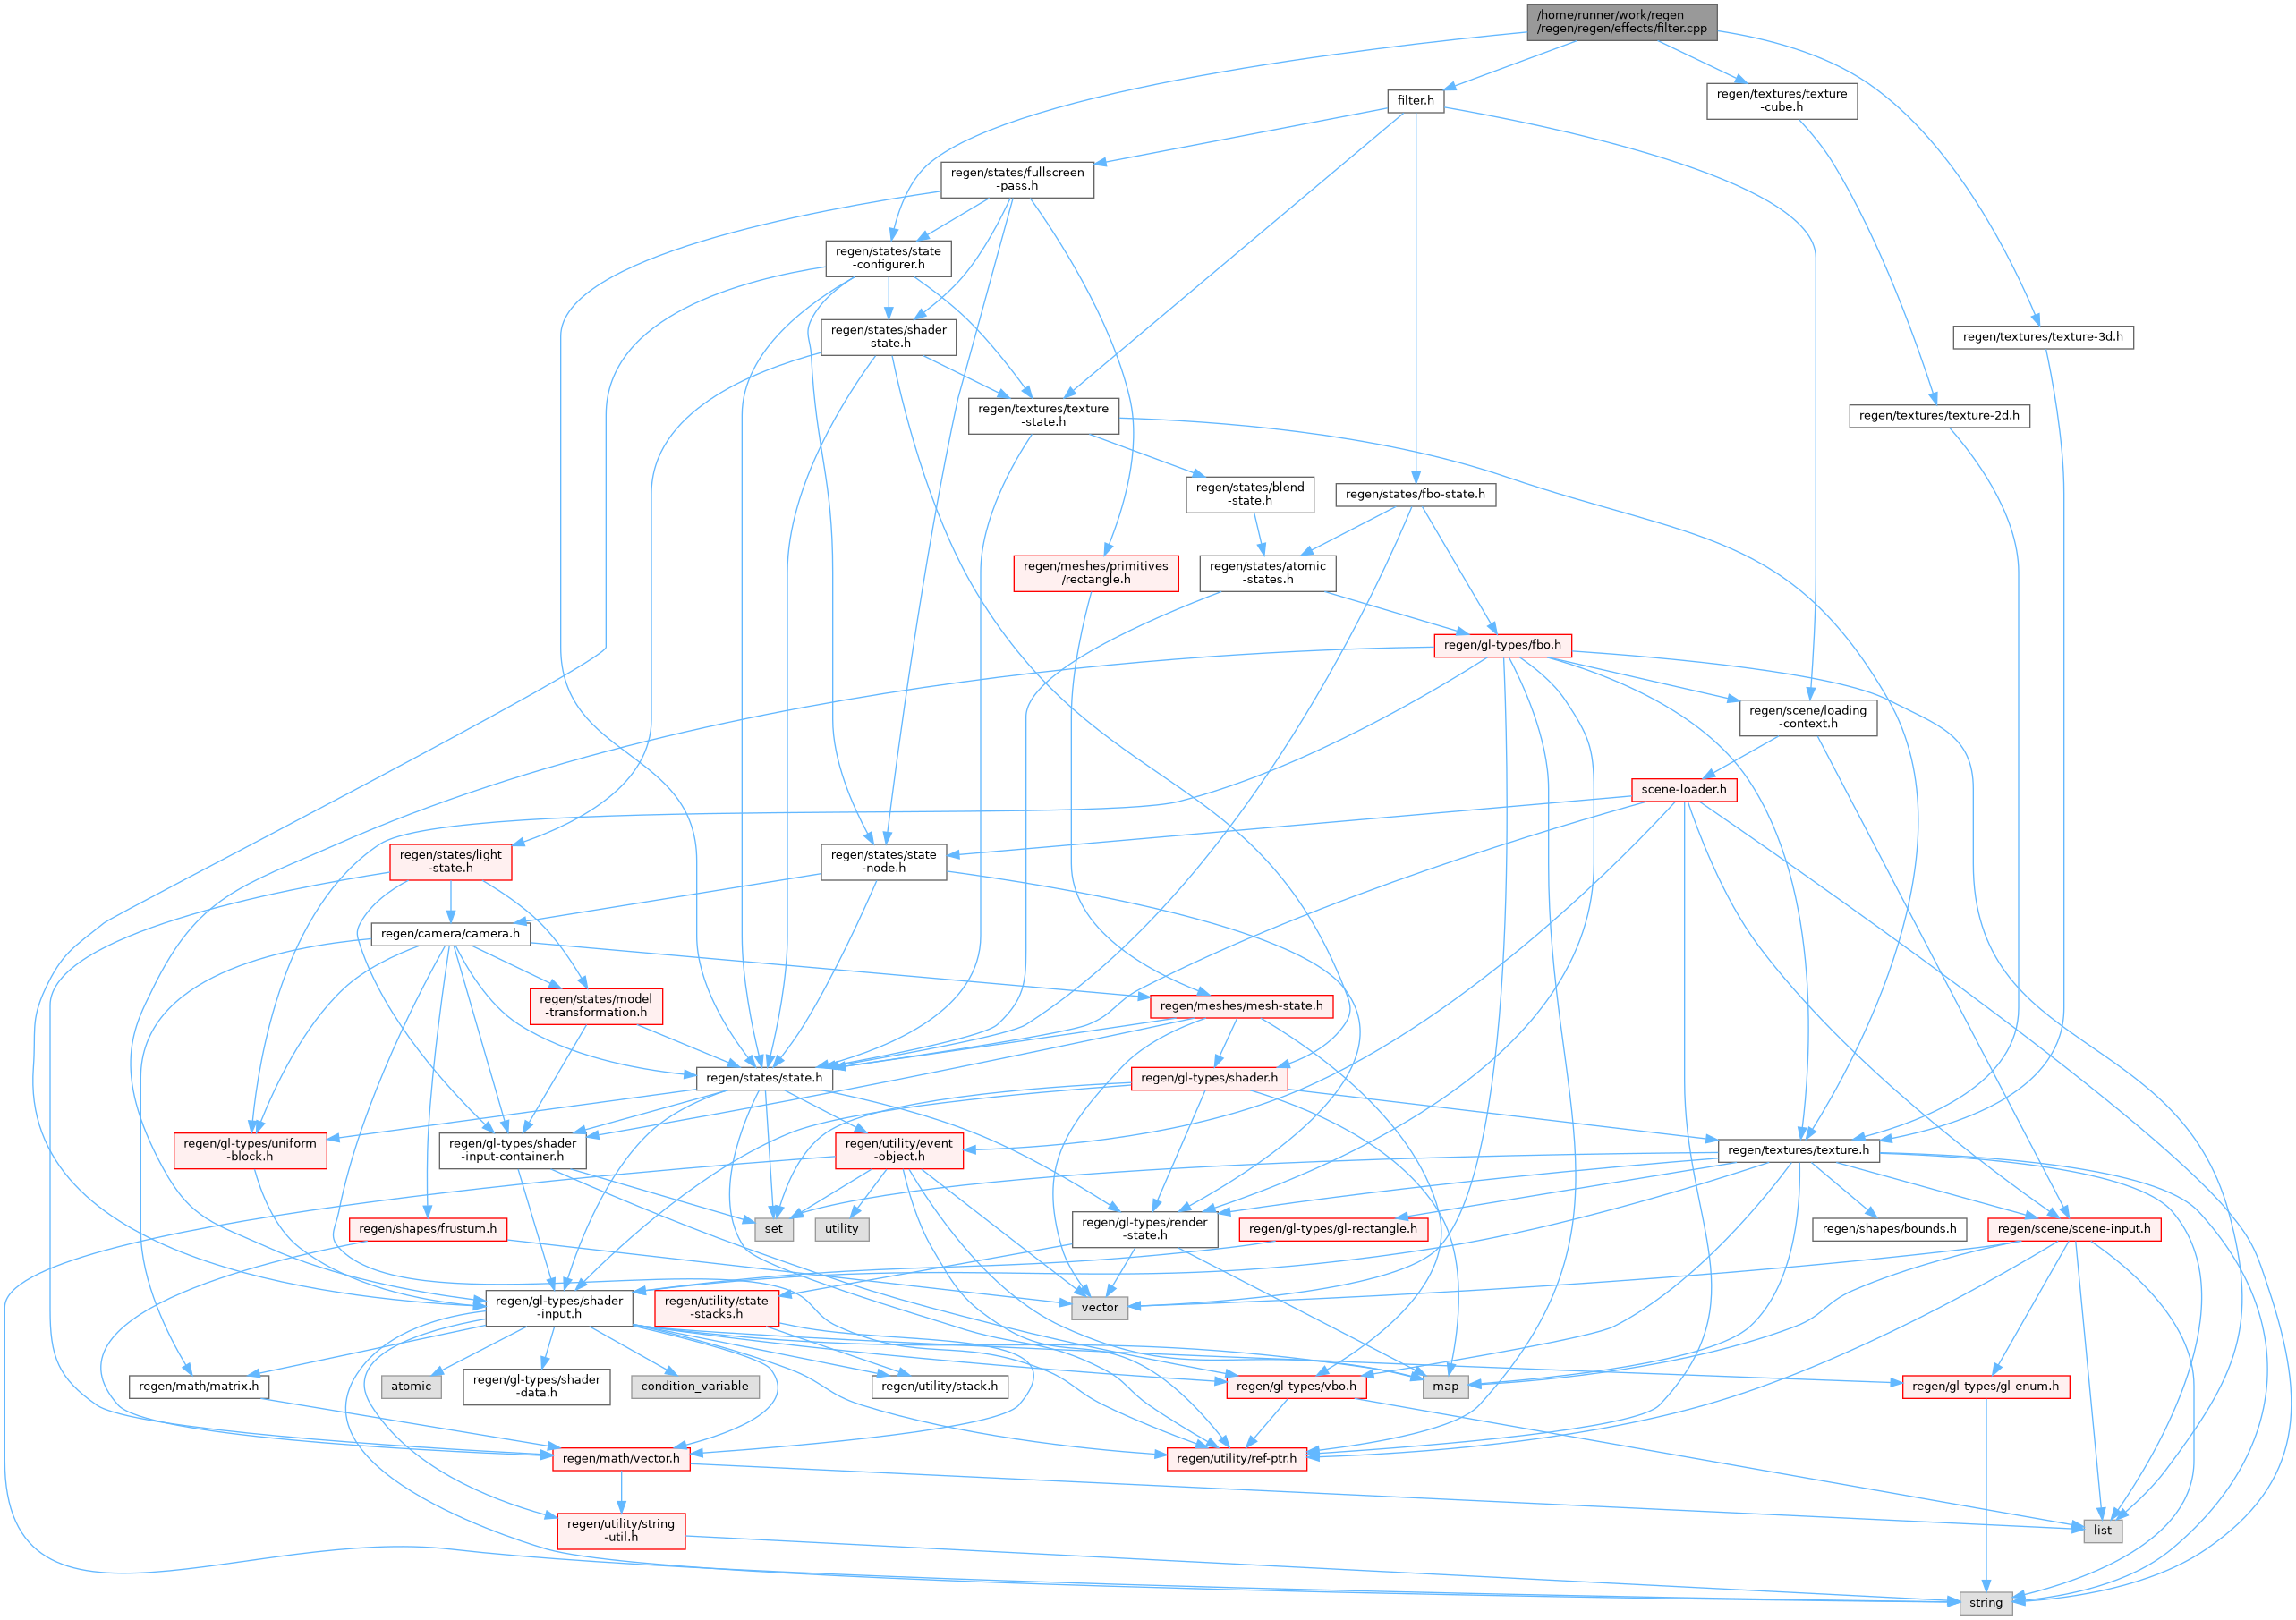 /home/runner/work/regen
/regen/regen/effects/filter.cpp
filter.h
regen/textures/texture
-cube.h
regen/states/fullscreen
-pass.h
regen/states/state
-configurer.h
regen/states/shader
-state.h
regen/textures/texture-3d.h
regen/textures/texture
-state.h
regen/textures/texture-2d.h
regen/states/blend
-state.h
regen/states/fbo-state.h
regen/meshes/primitives
/rectangle.h
regen/states/atomic
-states.h
regen/gl-types/fbo.h
regen/scene/loading
-context.h
scene-loader.h
regen/states/light
-state.h
regen/states/state
-node.h
regen/camera/camera.h
regen/states/model
-transformation.h
regen/meshes/mesh-state.h
regen/states/state.h
regen/gl-types/shader.h
regen/gl-types/uniform
-block.h
regen/gl-types/shader
-input-container.h
regen/utility/event
-object.h
regen/textures/texture.h
regen/shapes/frustum.h
set
utility
regen/gl-types/render
-state.h
regen/gl-types/gl-rectangle.h
regen/shapes/bounds.h
regen/scene/scene-input.h
regen/gl-types/shader
-input.h
regen/utility/state
-stacks.h
vector
regen/math/matrix.h
atomic
regen/gl-types/shader
-data.h
condition_variable
regen/utility/stack.h
regen/gl-types/vbo.h
map
regen/gl-types/gl-enum.h
regen/math/vector.h
regen/utility/ref-ptr.h
regen/utility/string
-util.h
list
string